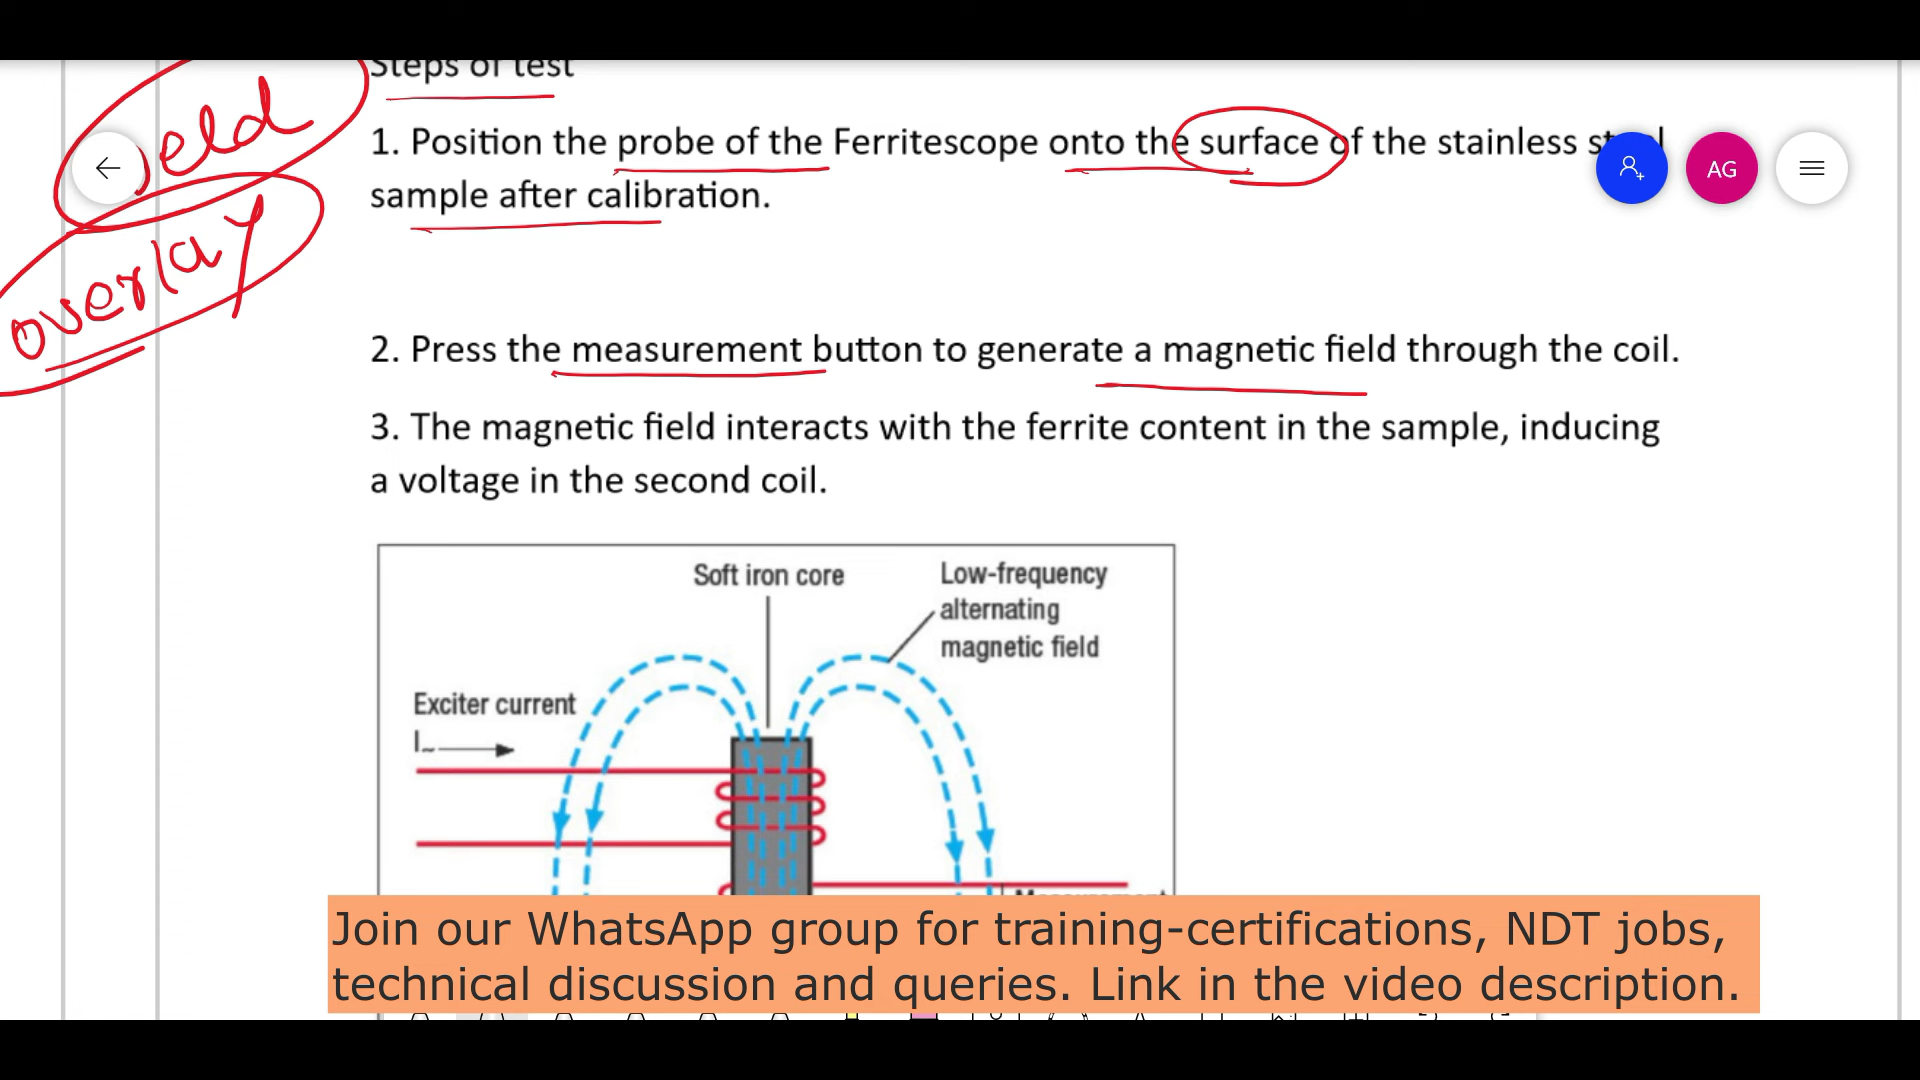 Steps of test
1. Position the probe of the Ferritescope onto the surface of the stainless steel
sample after calibration.
eld
overlay
AG
2. Press the measurement button to generate a magnetic field through the coil.
3. The magnetic field interacts with the ferrite content in the sample, inducing
a voltage in the second coil.
Soft iron core
Low-frequency
alternating
magnetic field
Exciter current
I~
Join our WhatsApp group for training-certifications, NDT jobs,
technical discussion and queries. Link in the video description.